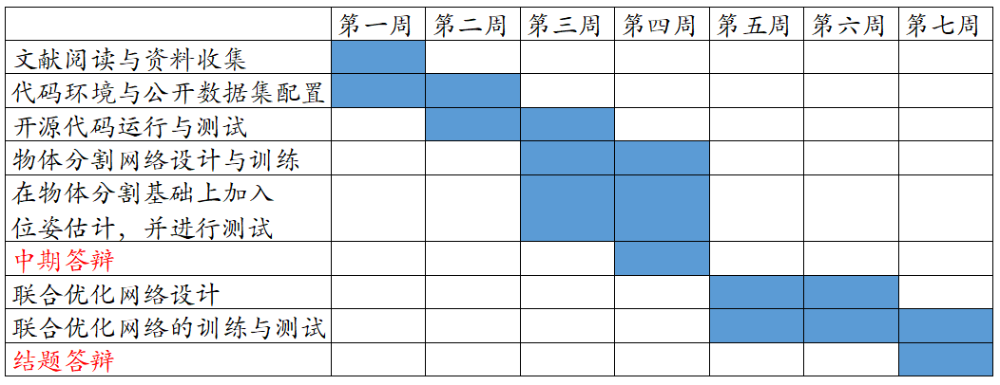 第一周 第二周 第三周 第四周 第五周 第六周 第七周
文献阅读与资料收集
代码环境与公开数据集配置
开源代码运行与测试
物体分割网络设计与训练
在物体分割基础上加入
位姿估计，并进行测试
中期答辩
联合优化网络设计
联合优化网络的训练与测试
结题答辩